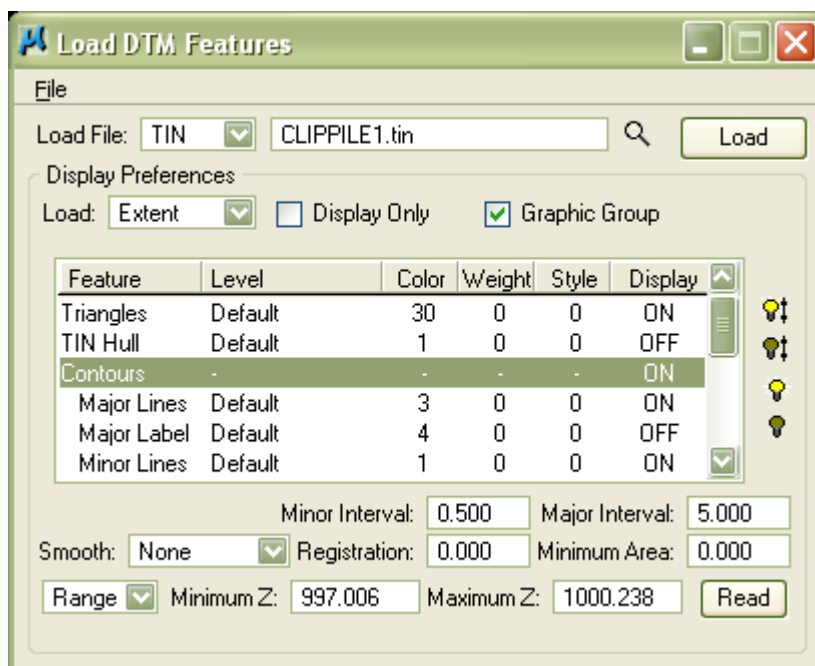 Load DTM Features
File
Load File: TIN CLIPPILE1.tin Load
Display Preferences
Load: Extent Display Only Graphic Group
Feature Level Color Weight Style Display
Triangles Default 30 0 0 ON
TIN Hull Default 1 0 0 OFF
Contours - - - - ON
Major Lines Default 3 0 0 ON
Major Label Default 4 0 0 OFF
Minor Lines Default 1 0 0 ON
Minor Interval: 0.500 Major Interval: 5.000
Smooth: None Registration: 0.000 Minimum Area: 0.000
Range Minimum Z: 997.006 Maximum Z: 1000.238 Read